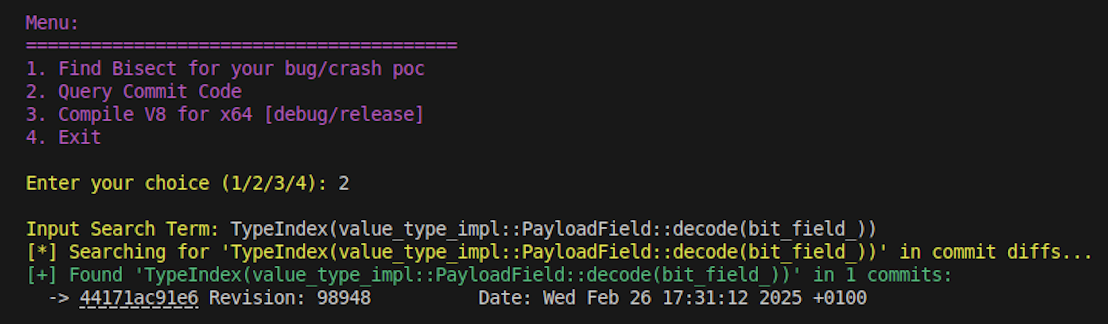 Menu:
========================================
1. Find Bisect for your bug/crash poc
2. Query Commit Code
3. Compile V8 for x64 [debug/release]
4. Exit
Enter your choice (1/2/3/4): 2
Input Search Term: TypeIndex(value_type_impl::PayloadField::decode(bit_field_))
[*] Searching for 'TypeIndex(value_type_impl::PayloadField::decode(bit_field_))' in commit diffs...
[+] Found 'TypeIndex(value_type_impl::PayloadField::decode(bit_field_))' in 1 commits:
-> 44171ac91e6 Revision: 98948 Date: Wed Feb 26 17:31:12 2025 +0100